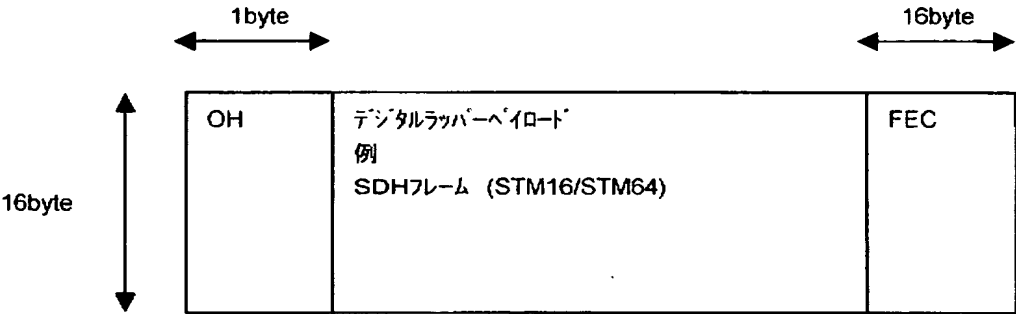 1byte
16byte
16byte
OH
デジタルラッパーペイロード
例
SDHフレーム (STM16/STM64)
FEC